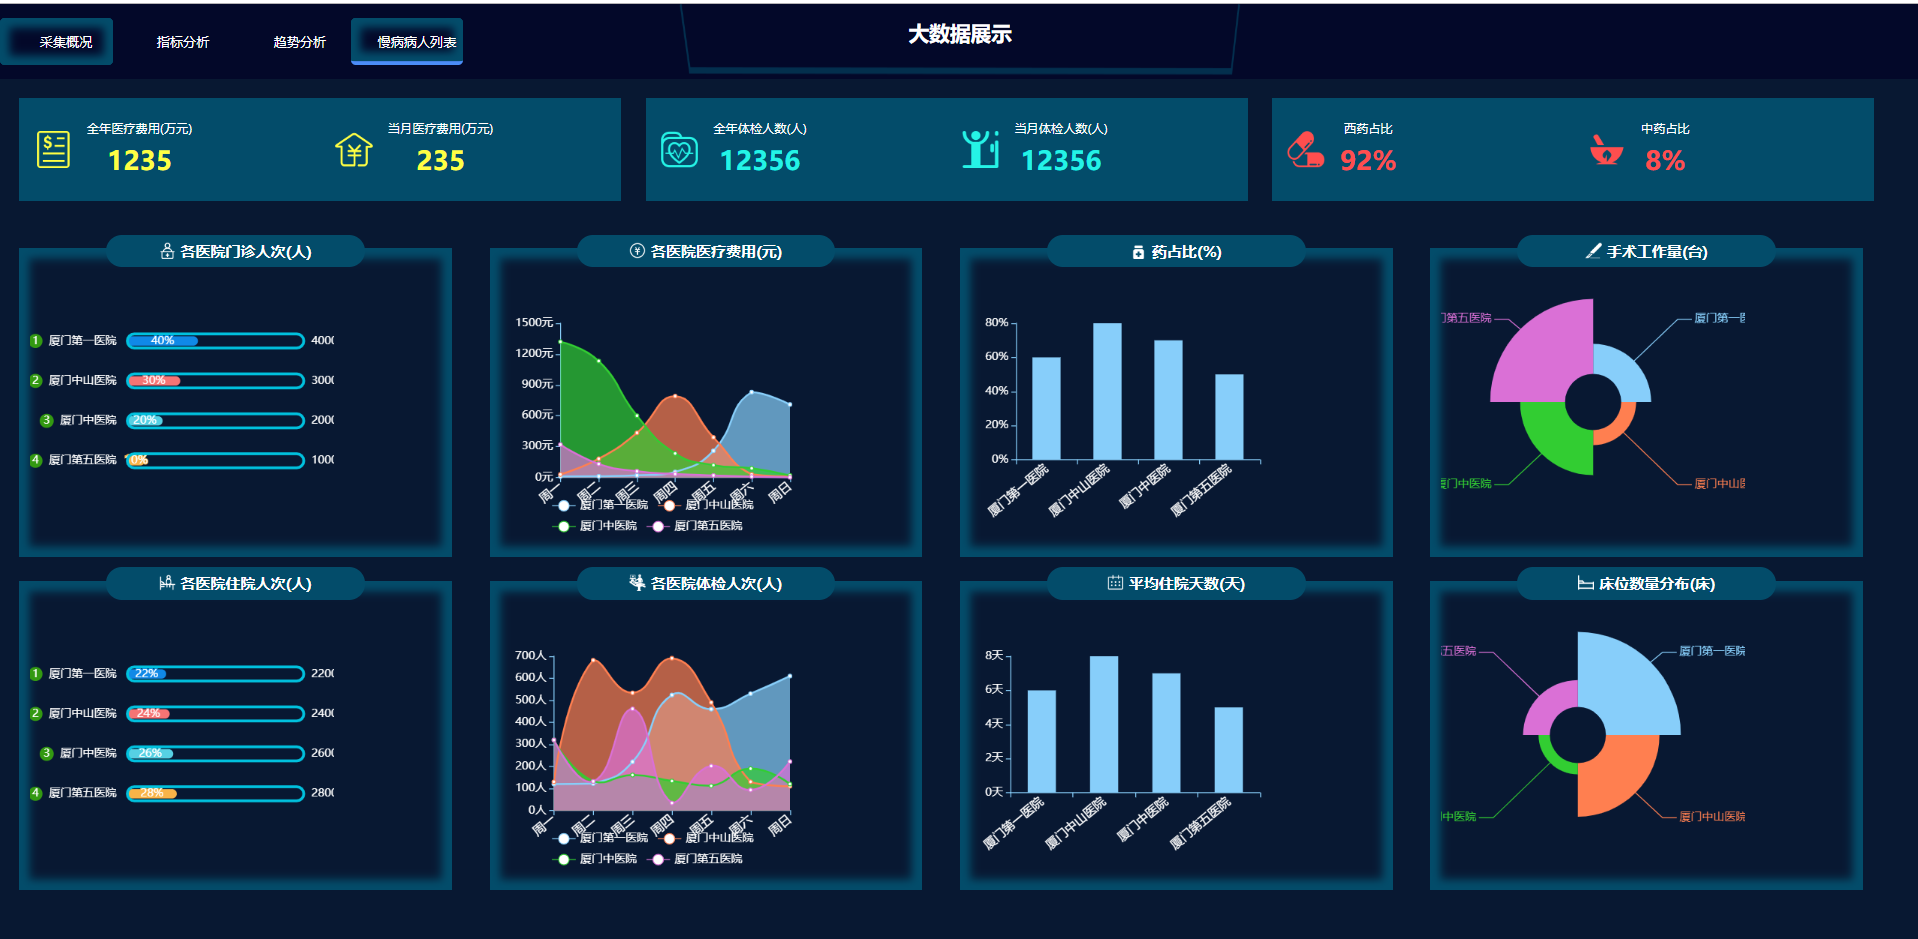 采集概况
指标分析
趋势分析
慢病病人列表
大数据展示
全年医疗费用(万元)
1235
当月医疗费用(万元)
235
全年体检人数(人)
12356
当月体检人数(人)
12356
西药占比
92%
中药占比
8%
各医院门诊人次(人)
1 厦门第一医院 40% 400
2 厦门中山医院 30% 300
3 厦门中医院 20% 200
4 厦门第五医院 0% 100
各医院医疗费用(元)
1500元
1200元
900元
600元
300元
0元
周一 周二 周三 周四 周五 周六 周日
厦门第一医院 厦门中山医院
厦门中医院 厦门第五医院
药占比(%)
80%
60%
40%
20%
0%
厦门第一医院 厦门中山医院 厦门中医院 厦门第五医院
手术工作量(台)
第五医院
厦门第一
厦门中医院
厦门中山
各医院住院人次(人)
1 厦门第一医院 22% 220
2 厦门中山医院 24% 240
3 厦门中医院 26% 260
4 厦门第五医院 28% 280
各医院体检人次(人)
700人
600人
500人
400人
300人
200人
100人
0人
周一 周二 周三 周四 周五 周六 周日
厦门第一医院 厦门中山医院
厦门中医院 厦门第五医院
平均住院天数(天)
8天
6天
4天
2天
0天
厦门第一医院 厦门中山医院 厦门中医院 厦门第五医院
床位数量分布(床)
五医院
厦门第一医院
中医院
厦门中山医院